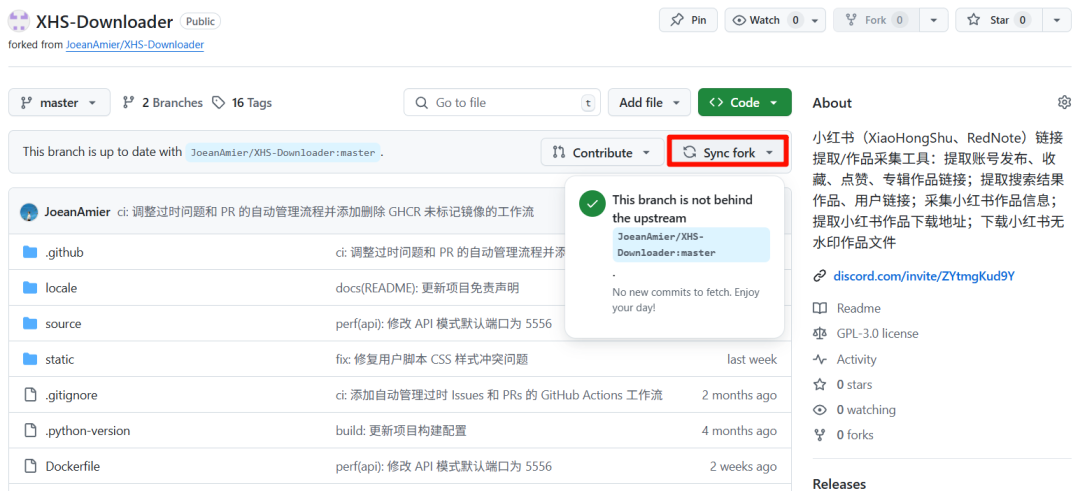 XHS-Downloader Public
Pin Watch 0 Fork 0 Star 0
forked from JoeanAmier/XHS-Downloader
master 2 Branches 16 Tags Go to file t Add file Code
This branch is up to date with JoeanAmier/XHS-Downloader:master .
Contribute Sync fork
This branch is not behind
the upstream
JoeanAmier/XHS-
Downloader:master
.
No new commits to fetch. Enjoy
your day!
JoeanAmier ci: 调整过时问题和 PR 的自动管理流程并添加删除 GHCR 未标记镜像的工作流
.github ci: 调整过时问题和 PR 的自动管理流程并添
locale docs(README): 更新项目免责声明
source perf(api): 修改 API 模式默认端口为 5556
static fix: 修复用户脚本 CSS 样式冲突问题 last week
.gitignore ci: 添加自动管理过时 Issues 和 PRs 的 GitHub Actions 工作流 2 months ago
.python-version build: 更新项目构建配置 4 months ago
Dockerfile perf(api): 修改 API 模式默认端口为 5556 2 weeks ago
About
小红书（XiaoHongShu、RedNote）链接
提取/作品采集工具：提取账号发布、收
藏、点赞、专辑作品链接；提取搜索结果
作品、用户链接；采集小红书作品信息；
提取小红书作品下载地址；下载小红书无
水印作品文件
discord.com/invite/ZYtmgKud9Y
Readme
GPL-3.0 license
Activity
0 stars
0 watching
0 forks
Releases